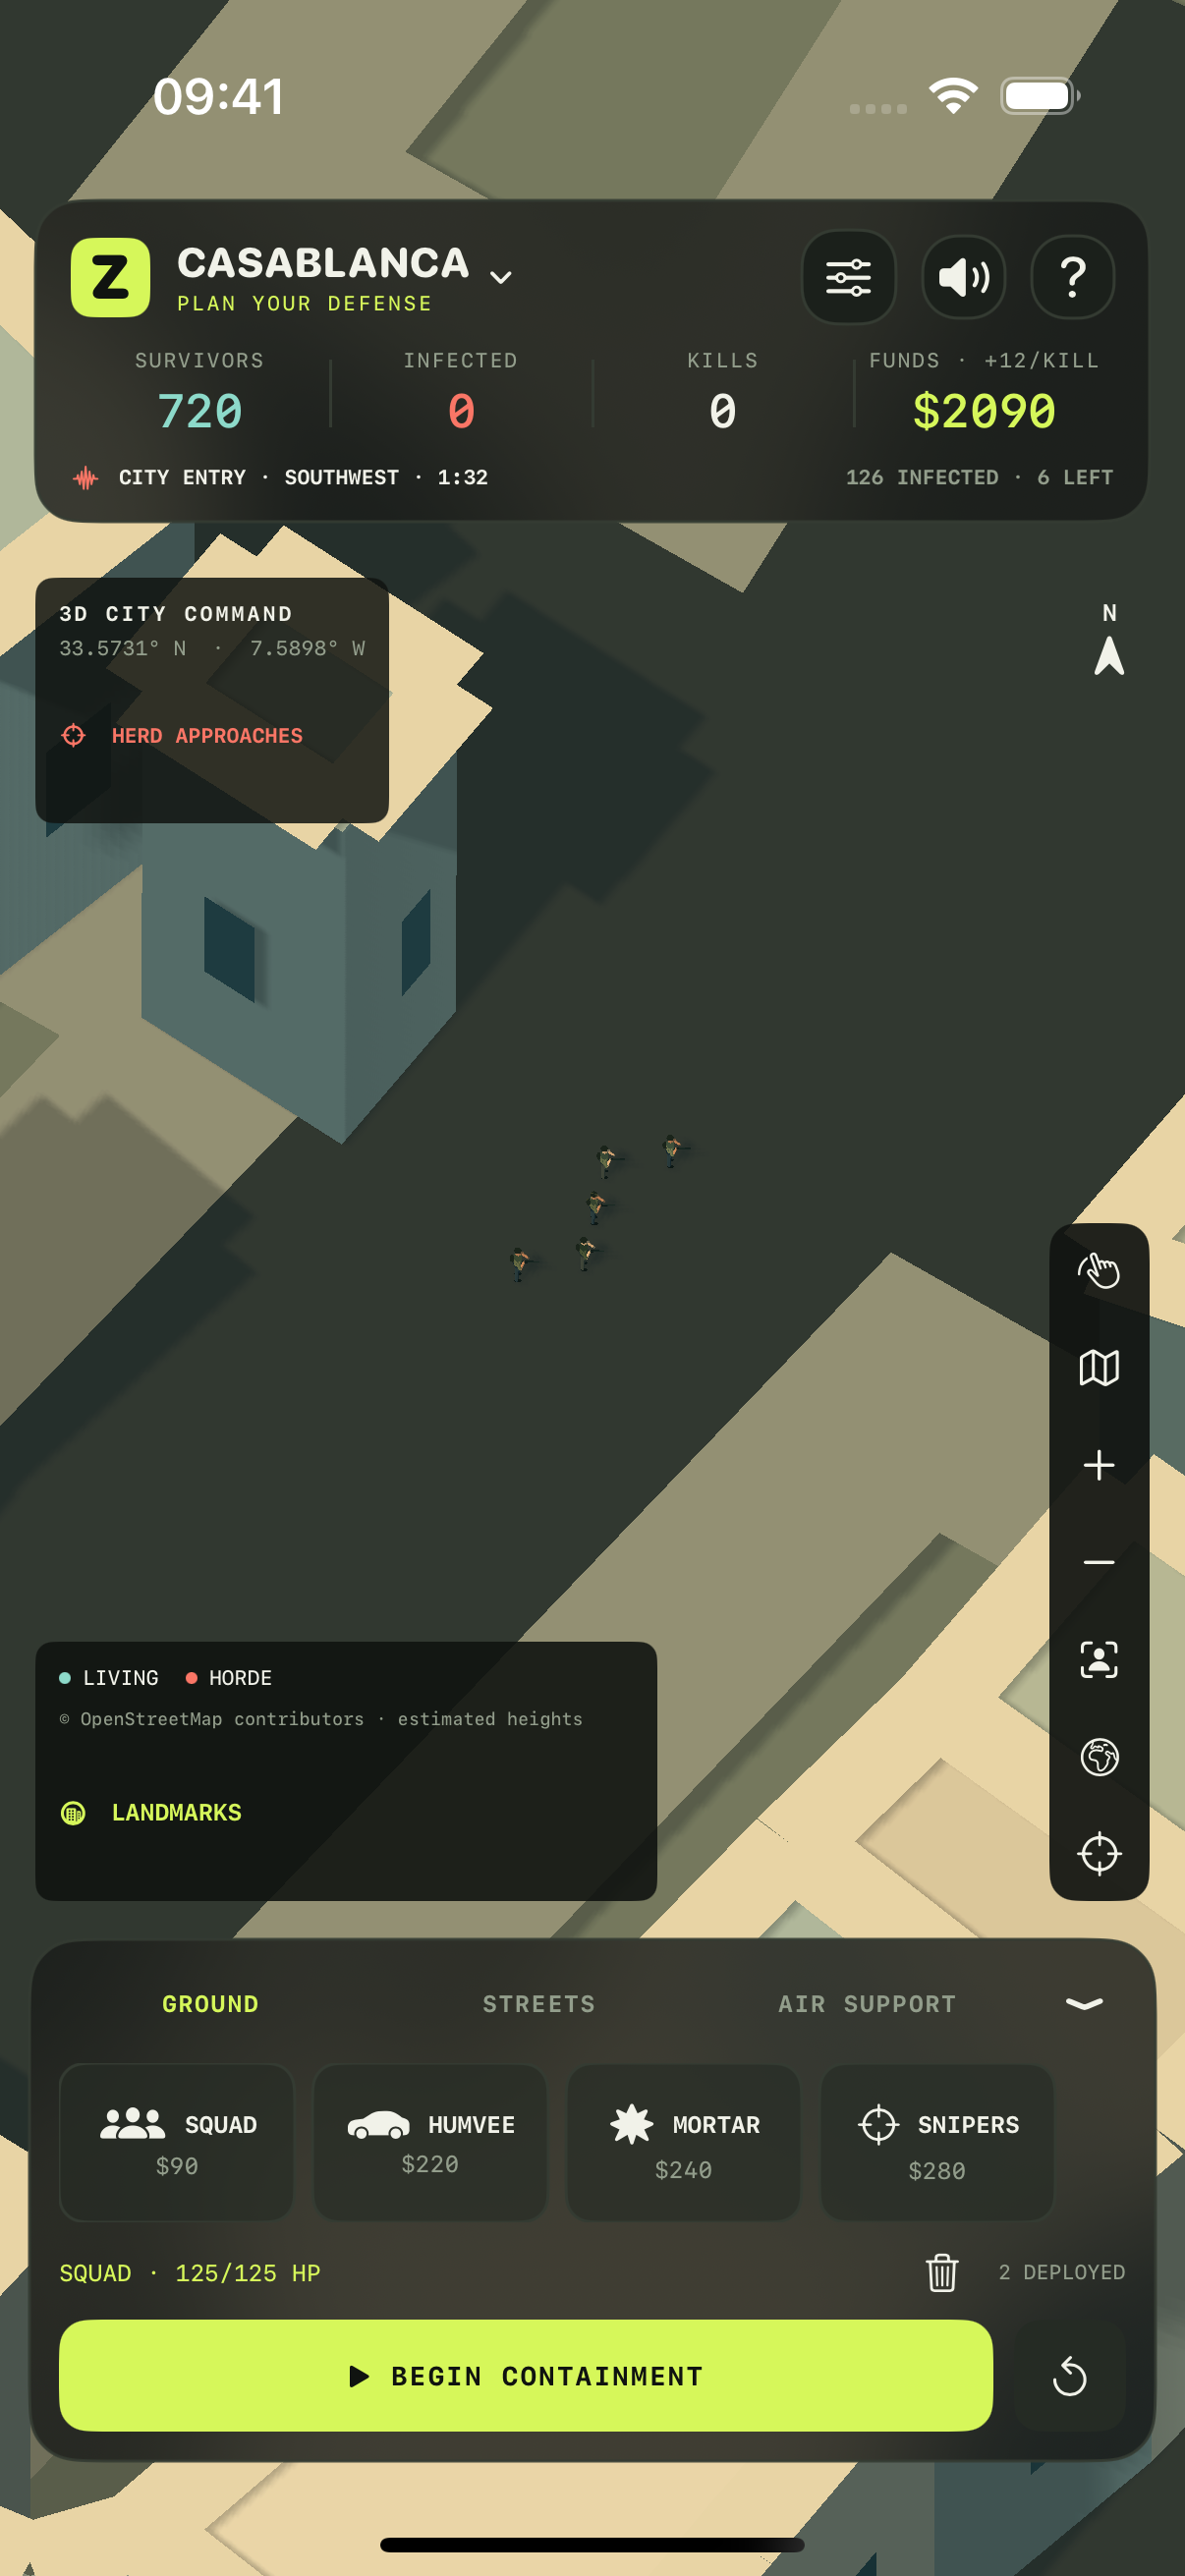 09:41
Z
CASABLANCA
PLAN YOUR DEFENSE
?
SURVIVORS
720
INFECTED
0
KILLS
0
FUNDS · +12/KILL
$2090
CITY ENTRY · SOUTHWEST · 1:32
126 INFECTED · 6 LEFT
3D CITY COMMAND
33.5731° N · 7.5898° W
HERD APPROACHES
N
LIVING HORDE
© OpenStreetMap contributors · estimated heights
LANDMARKS
GROUND STREETS AIR SUPPORT
SQUAD
$90
HUMVEE
$220
MORTAR
$240
SNIPERS
$280
SQUAD · 125/125 HP
2 DEPLOYED
BEGIN CONTAINMENT